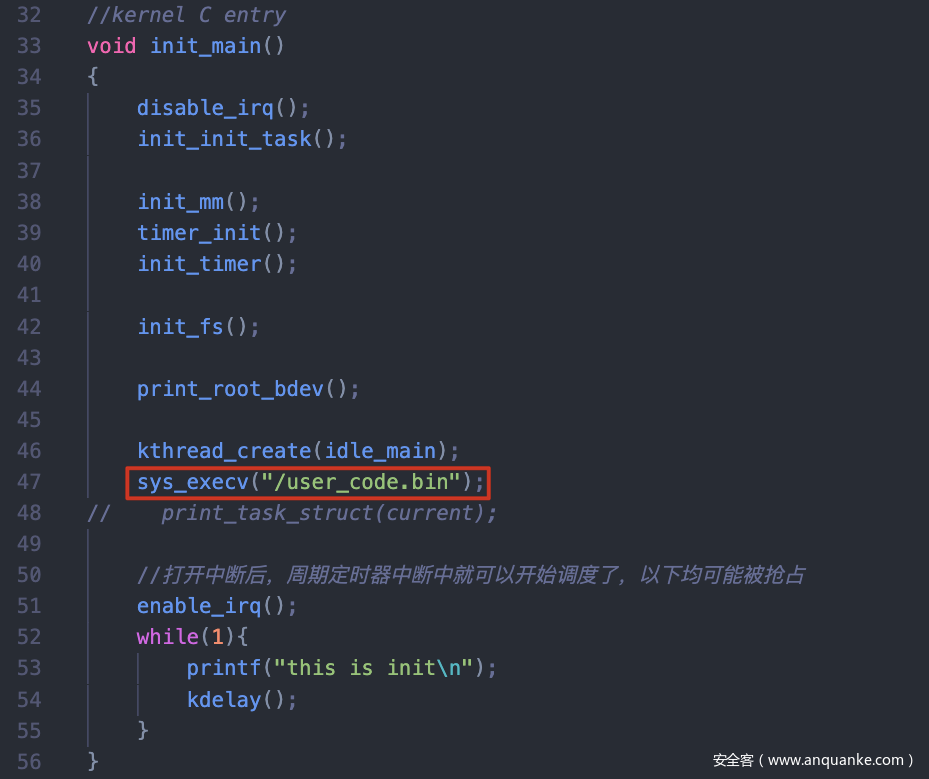 32 //kernel C entry
33 void init_main()
34 {
35 disable_irq();
36 init_init_task();
37
38 init_mm();
39 timer_init();
40 init_timer();
41
42 init_fs();
43
44 print_root_bdev();
45
46 kthread_create(idle_main);
47 sys_execv("/user_code.bin");
48 // print_task_struct(current);
49
50 //打开中断后，周期定时器中断中就可以开始调度了，以下均可能被抢占
51 enable_irq();
52 while(1){
53 printf("this is init\n");
54 kdelay();
55 }
56 }
安全客（www.anquanke.com）